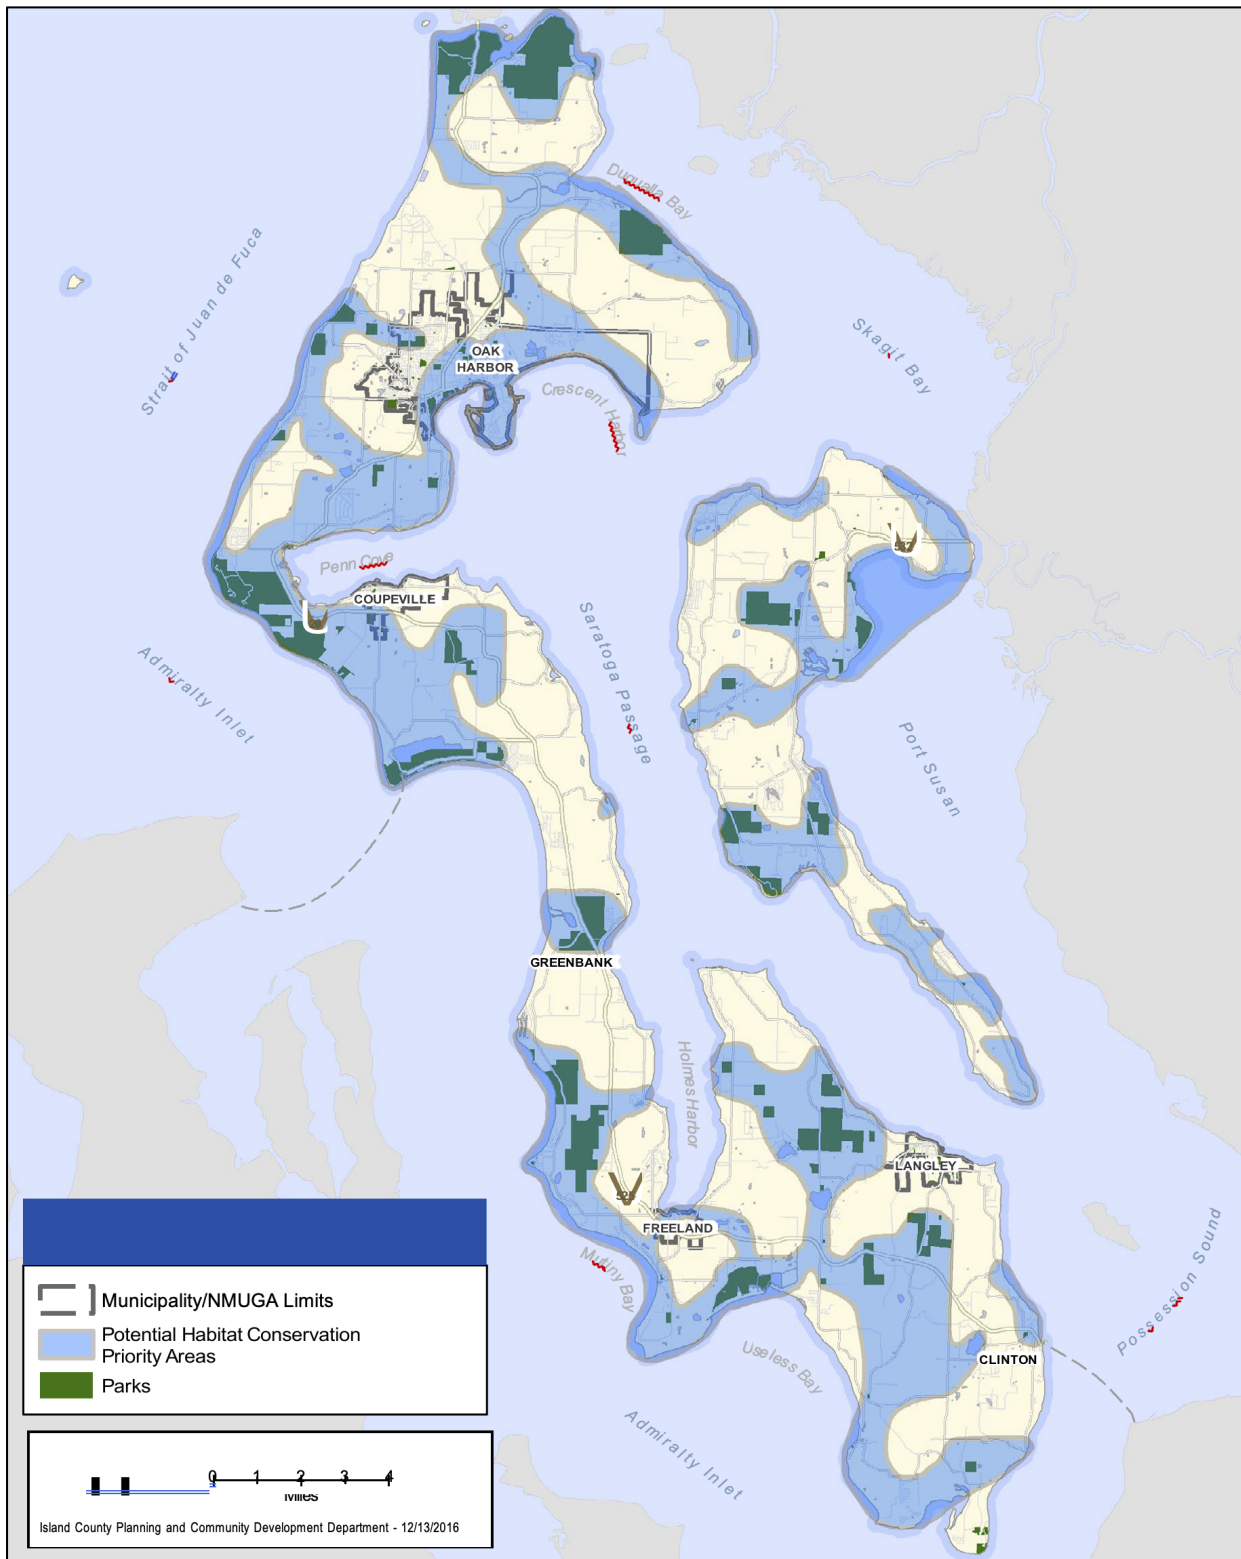 Duqualla Bay
Strait of Juan de Fuca
Skagit Bay
OAK
HARBOR
Crescent Harbor
Penn Cove
COUPEVILLE
Saratoga Passage
Admiralty Inlet
Port Susan
GREENBANK
Holmes Harbor
LANGLEY
525
FREELAND
Mutiny Bay
Possession Sound
Useless Bay
CLINTON
Admiralty Inlet
Municipality/NMUGA Limits
Potential Habitat Conservation
Priority Areas
Parks
0 1 2 3 4
Miles
Island County Planning and Community Development Department - 12/13/2016